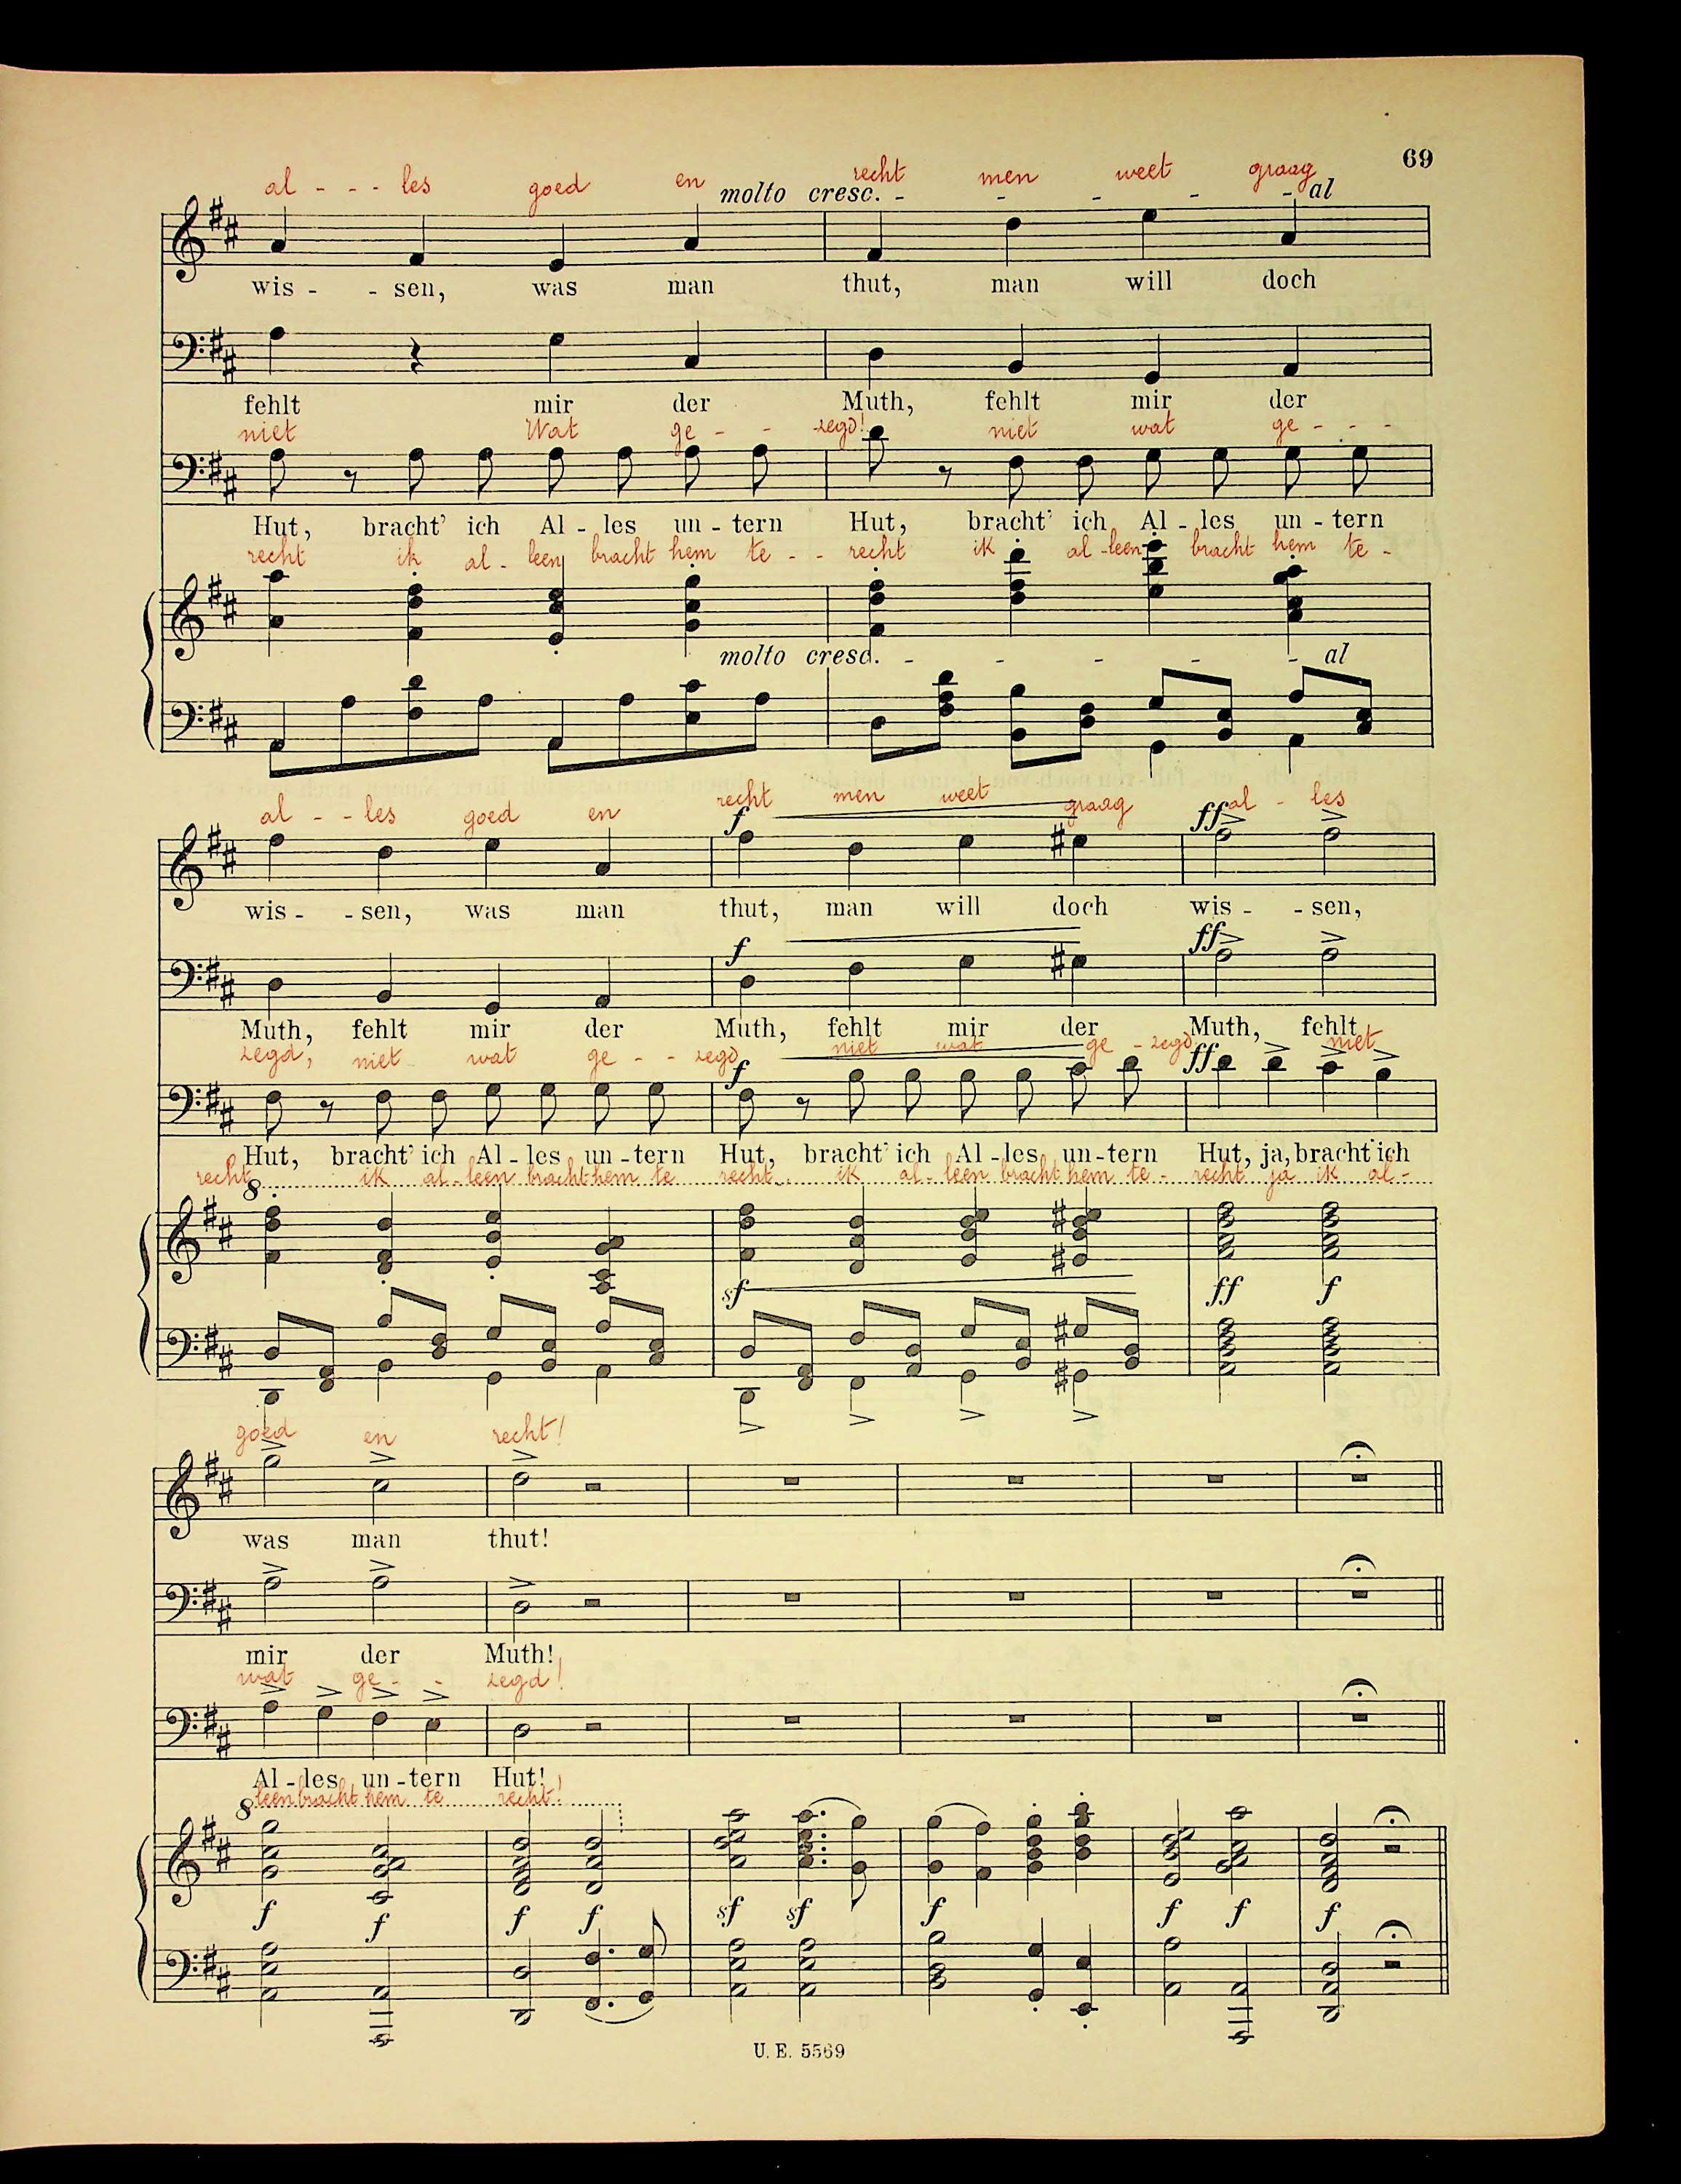 69
al - - - les goed en recht men weet graag
molto cresc. - - - - - al
wis - - sen, was man thut, man will doch
fehlt mir der Muth, fehlt mir der
niet Wat ge - - zegd! niet wat ge - - -
Hut, bracht' ich Al - les un - tern Hut, bracht' ich Al - les un - tern
recht ik al - leen bracht hem te - - recht ik al - leen bracht hem te -
molto cresc. - - - - - al
al - - les goed en recht men weet graag al - les
f ff
wis - - sen, was man thut, man will doch wis - - sen,
f ff
Muth, fehlt mir der Muth, fehlt mir der Muth, fehlt
zegd, niet wat ge - - zegd niet wat ge - zegd niet
f ff
Hut, bracht' ich Al - les un - tern Hut, bracht' ich Al - les un - tern Hut, ja, bracht' ich
recht ik al - leen bracht hem te recht ik al - leen bracht hem te - recht ja ik al -
8
sf ff f
goed en recht!
was man thut!
mir der Muth!
wat ge - - zegd!
Al - les un - tern Hut!
leen bracht hem te recht!
8
f f f f sf sf f f f f
U. E. 5569